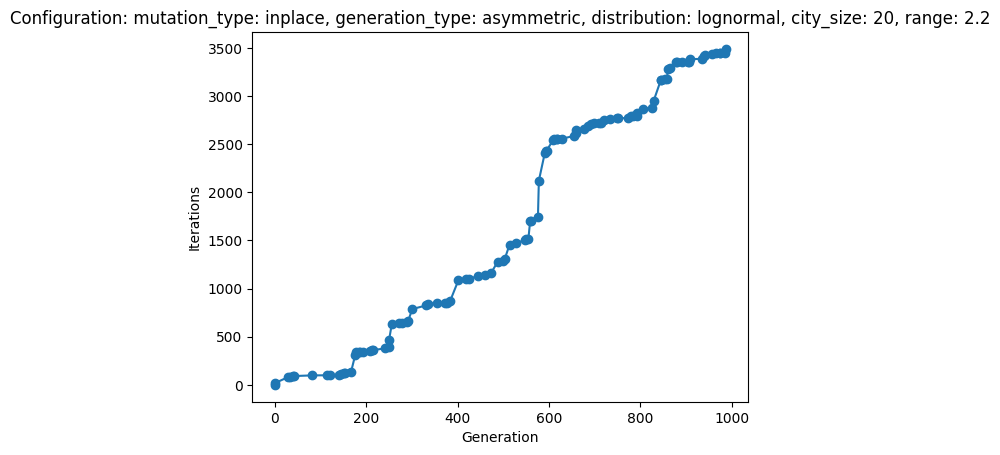 Configuration: mutation_type: inplace, generation_type: asymmetric, distribution: lognormal, city_size: 20, range: 2.2
3500
3000
2500
2000
1500
1000
500
0
Iterations
0 200 400 600 800 1000
Generation